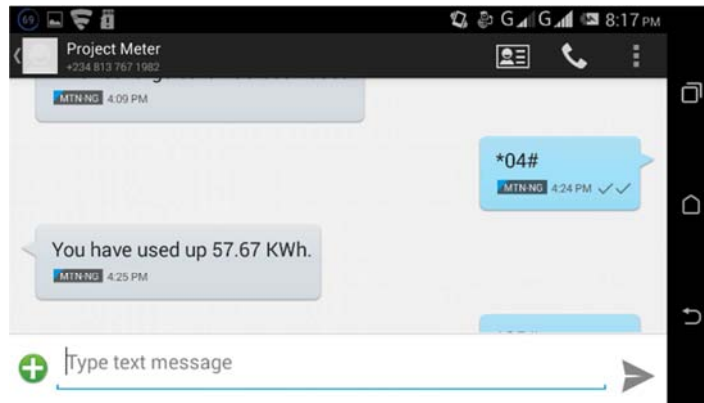 69
G G 8:17 PM
Project Meter
+234 813 767 1982
MTN-NG 4:09 PM
*04#
MTN-NG 4:24 PM
You have used up 57.67 KWh.
MTN-NG 4:25 PM
Type text message